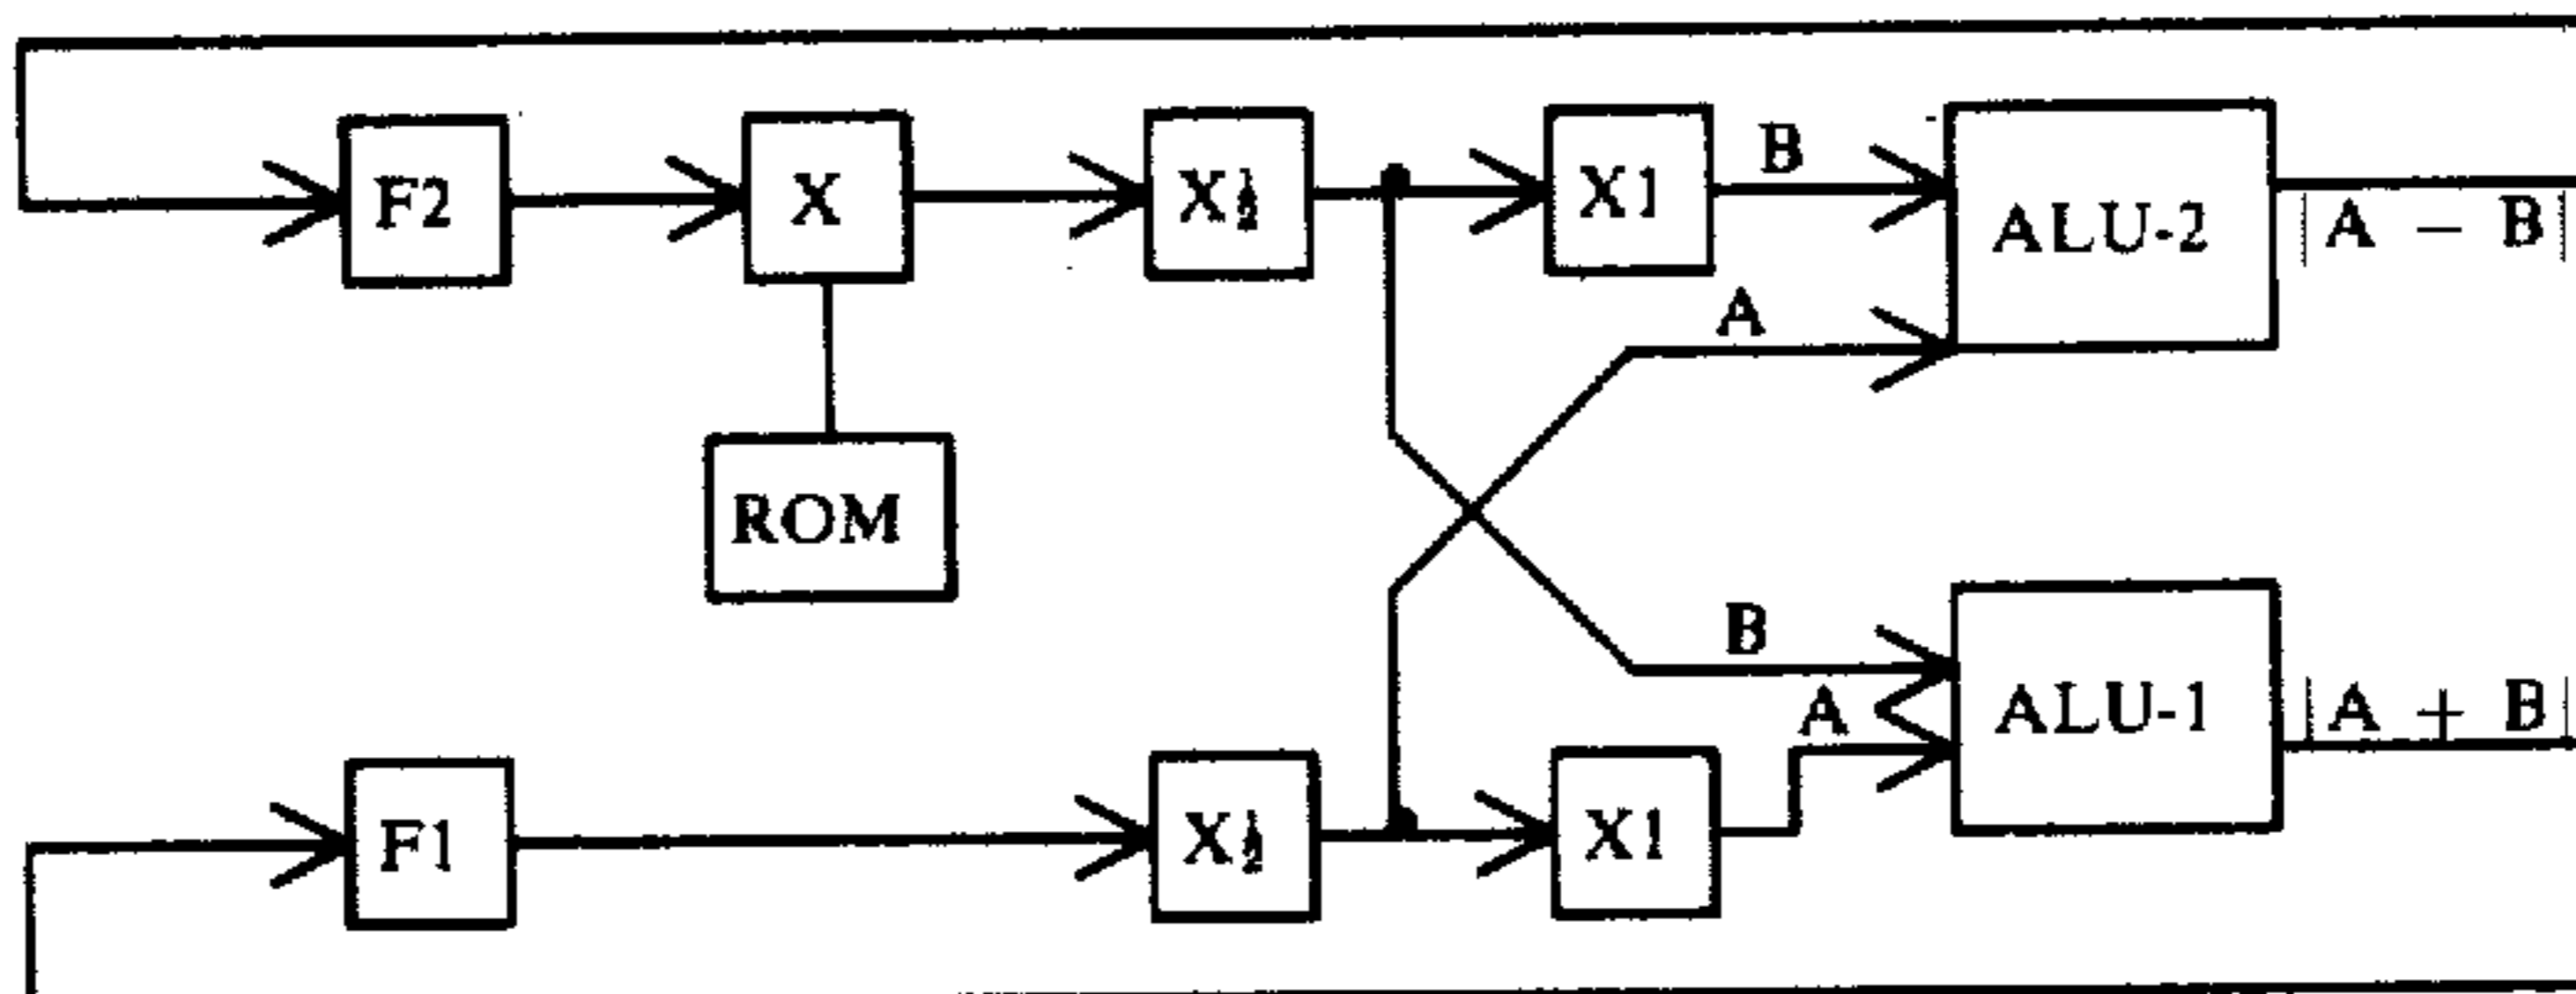 F2
X
X½
X1
B
ALU-2
|A − B|
A
ROM
B
A
ALU-1
|A + B|
F1
X½
X1